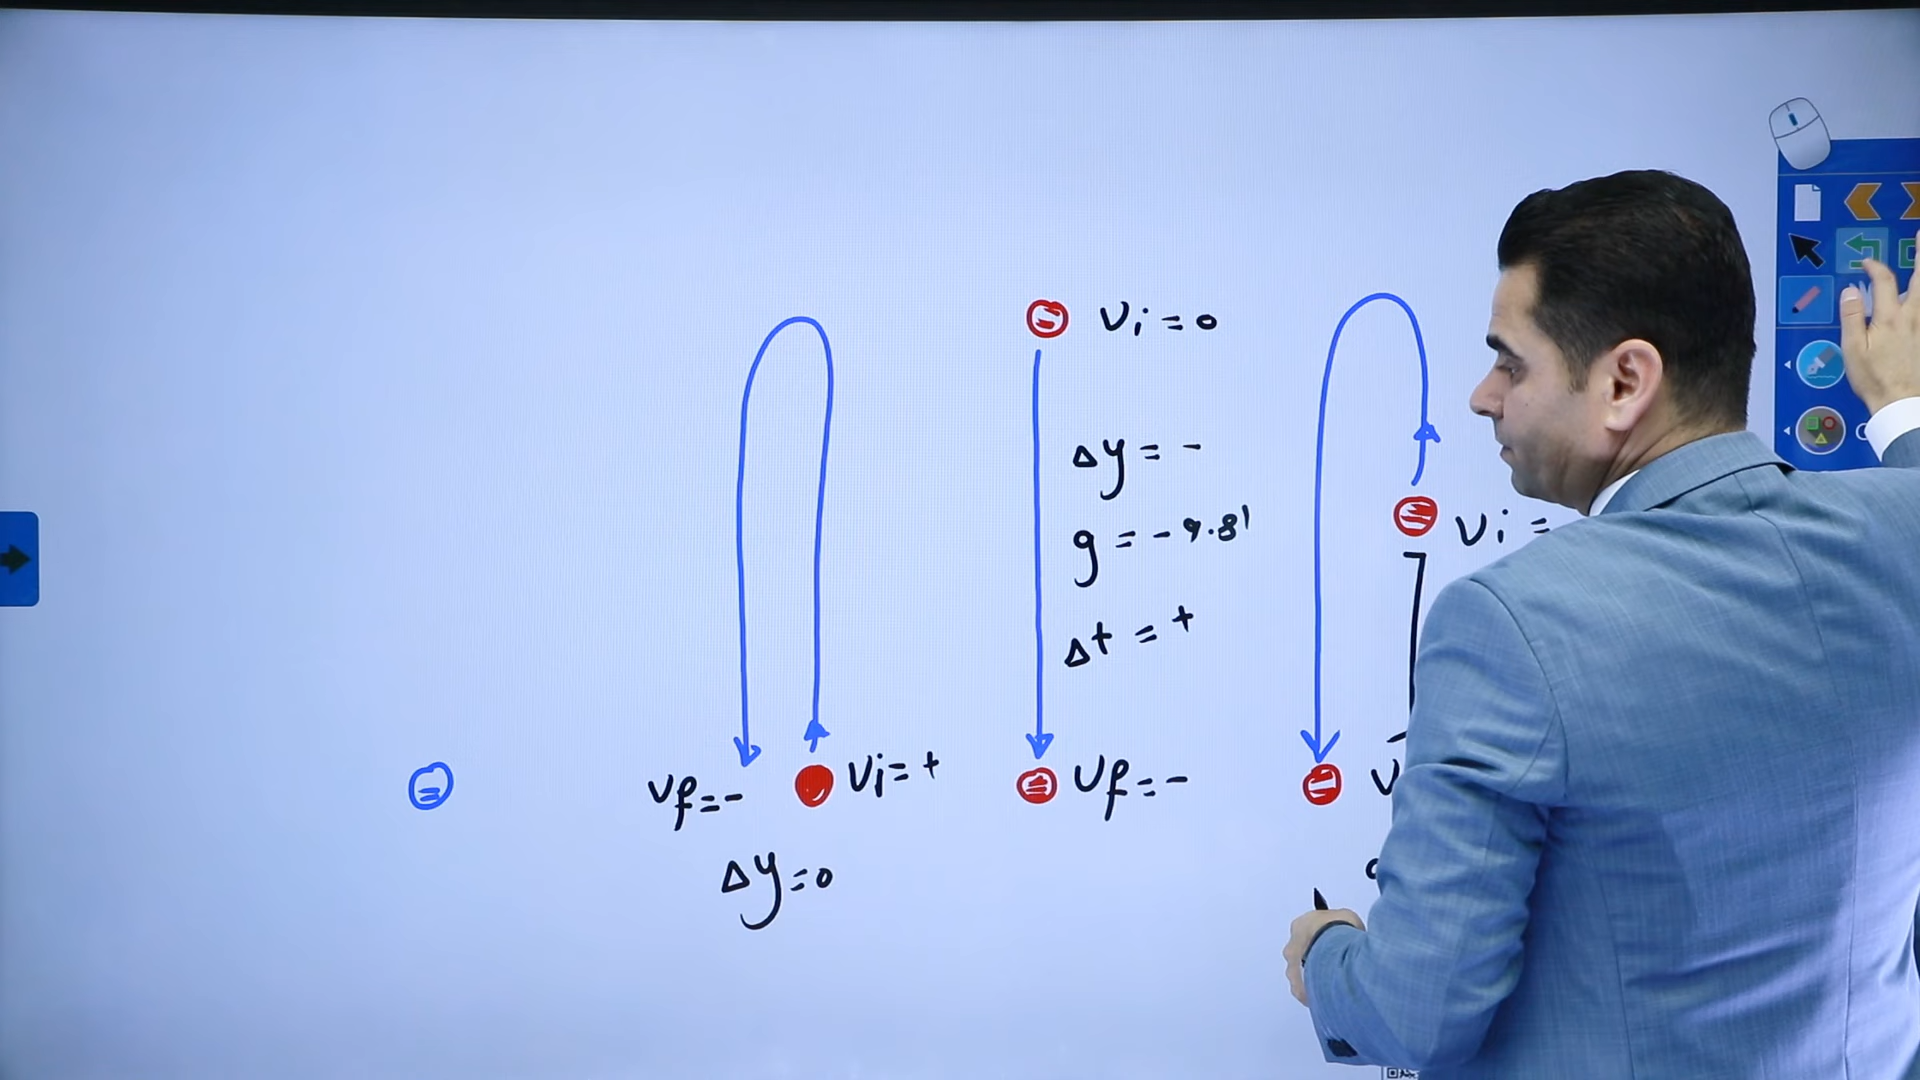 Vi = 0
Δy = -
g = - 9.81
Δt = +
Vi =
Vf = -
Vi = +
Vf = -
V
Δy = 0